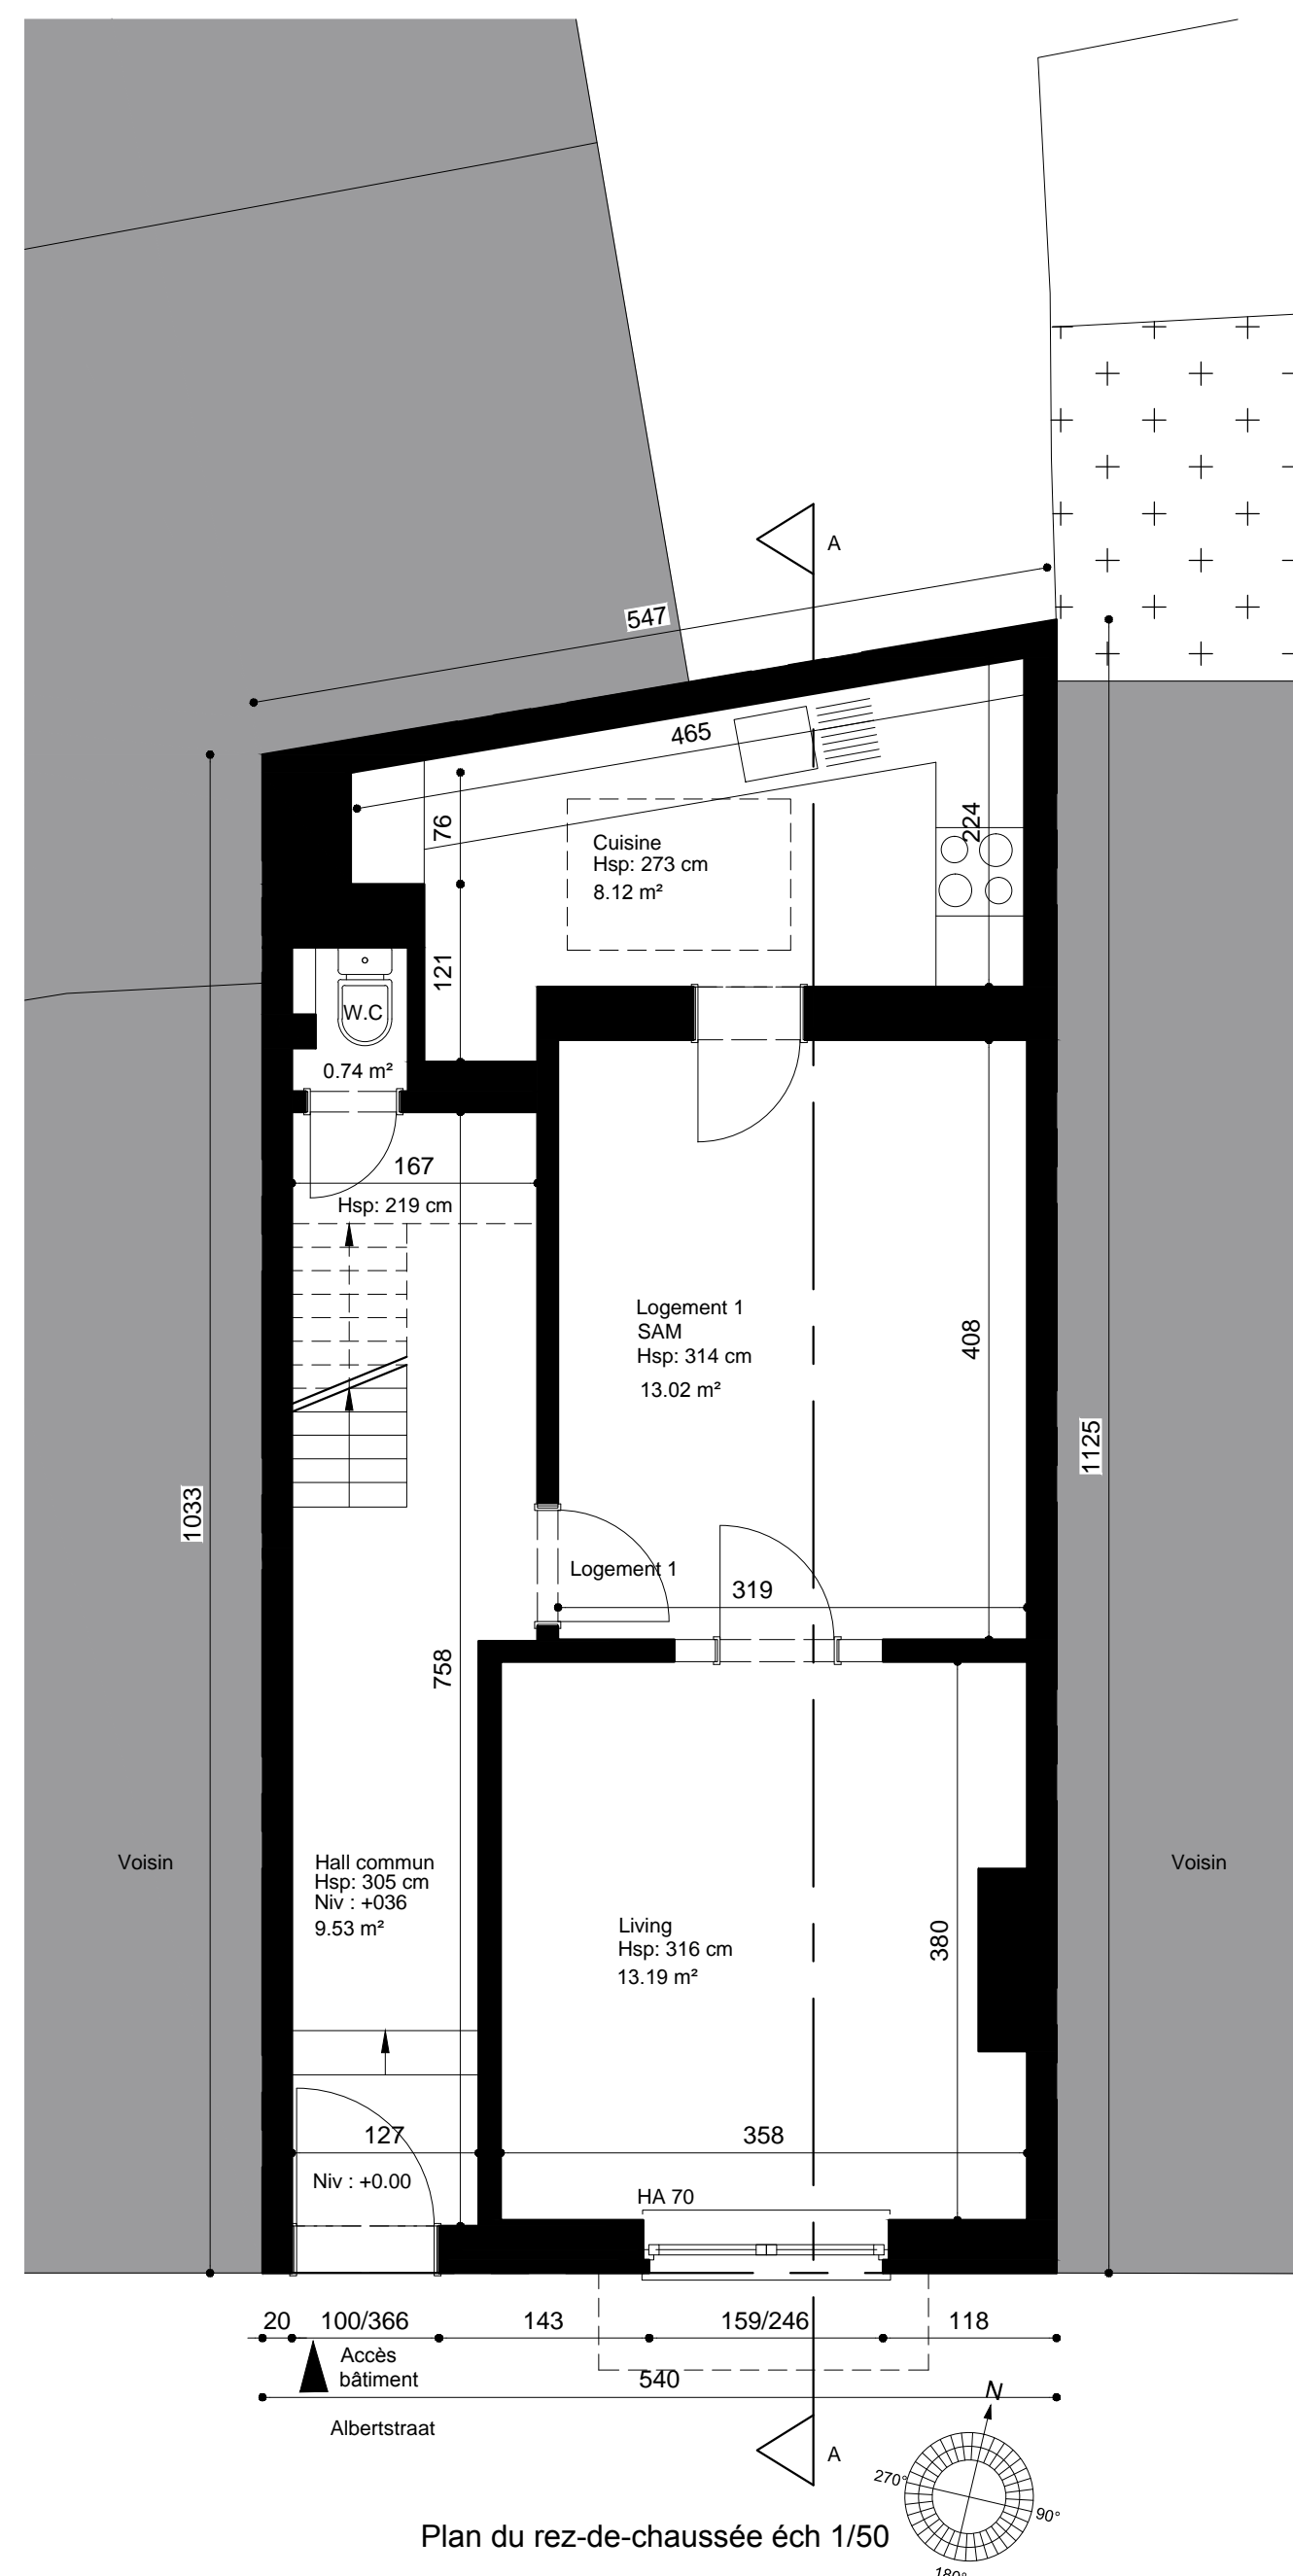 A
547
465
76
224
Cuisine
Hsp: 273 cm
8.12 m²
121
W.C
0.74 m²
167
Hsp: 219 cm
Logement 1
SAM
Hsp: 314 cm
13.02 m²
408
1125
1033
Logement 1
319
758
Voisin
Hall commun
Hsp: 305 cm
Niv : +036
9.53 m²
Living
Hsp: 316 cm
13.19 m²
380
Voisin
127
358
Niv : +0.00
HA 70
20
100/366
143
159/246
118
Accès
bâtiment
540
Albertstraat
N
A
270°
90°
Plan du rez-de-chaussée éch 1/50
180°